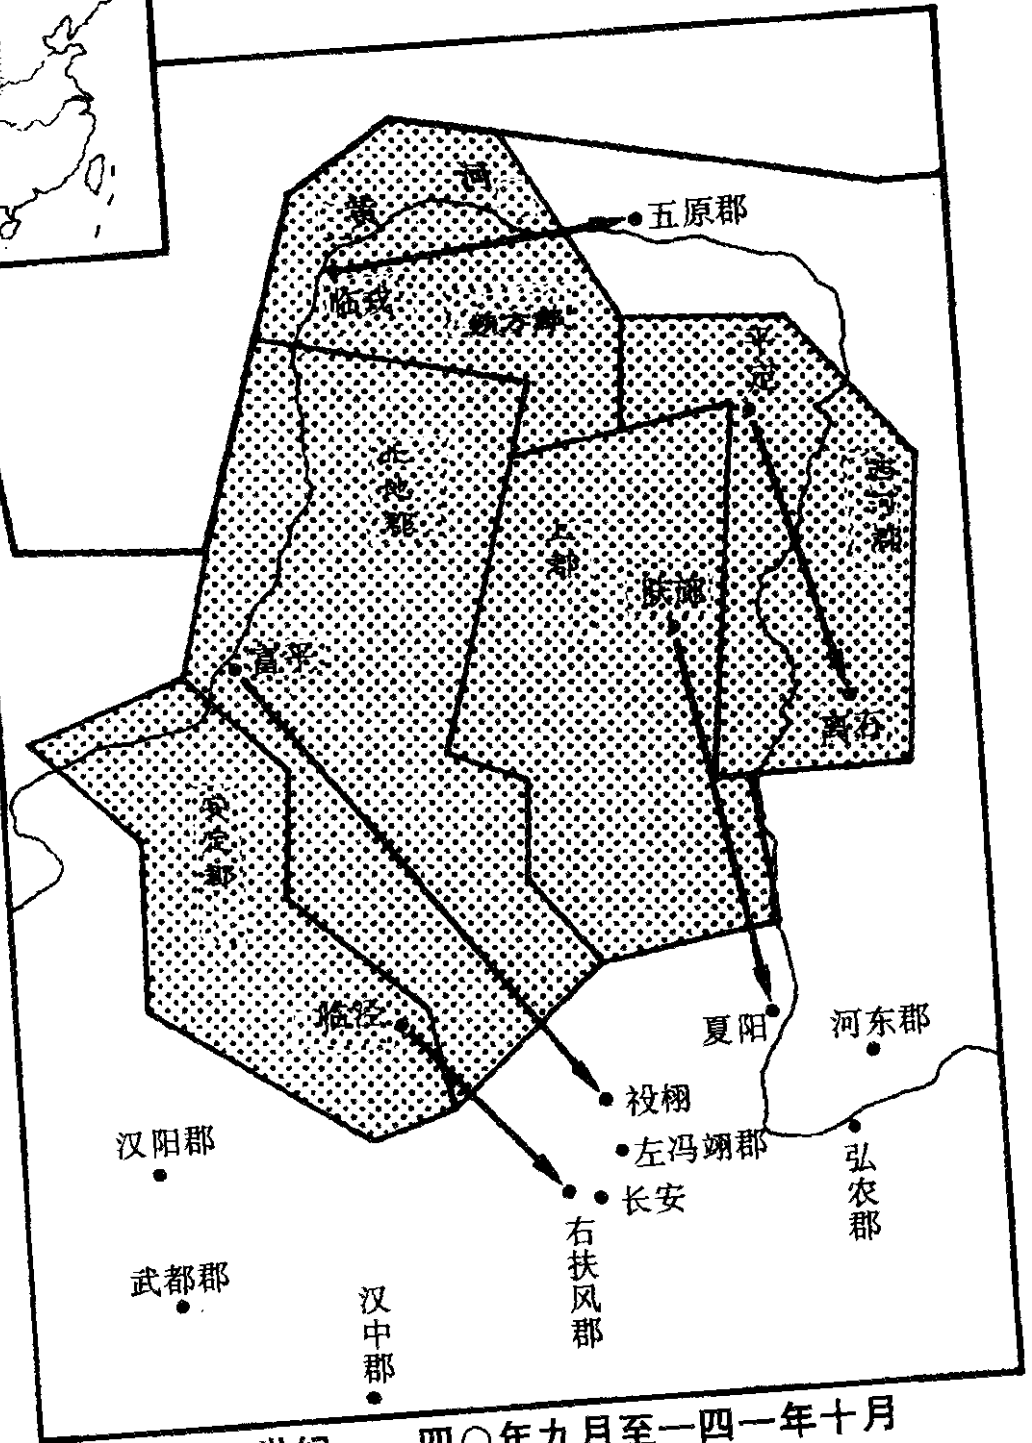 黄河
五原郡
临戎
朔方郡
平定
西河郡
北地郡
上郡
肤施
富平
离石
安定郡
临泾
夏阳
河东郡
祋栩
左冯翊郡
汉阳郡
长安
弘农郡
右扶风郡
武都郡
汉中郡
四〇年九月至一四一年十月